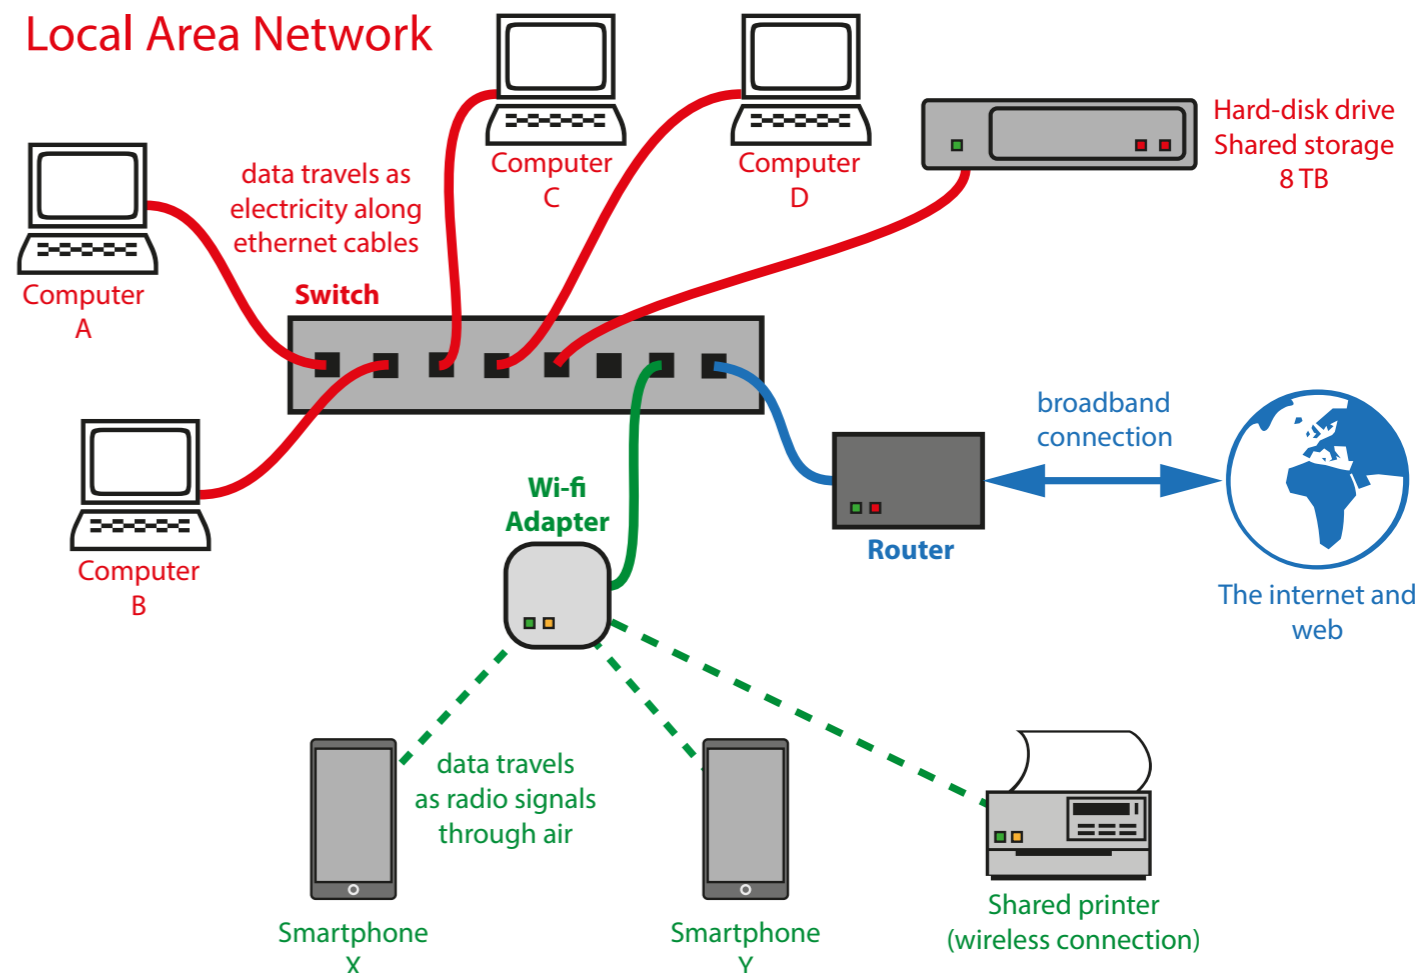 Local Area Network
Computer
A
data travels as
electricity along
ethernet cables
Computer
C
Computer
D
Hard-disk drive
Shared storage
8 TB
Switch
Computer
B
Wi-fi
Adapter
Router
broadband
connection
The internet and
web
data travels
as radio signals
through air
Smartphone
X
Smartphone
Y
Shared printer
(wireless connection)